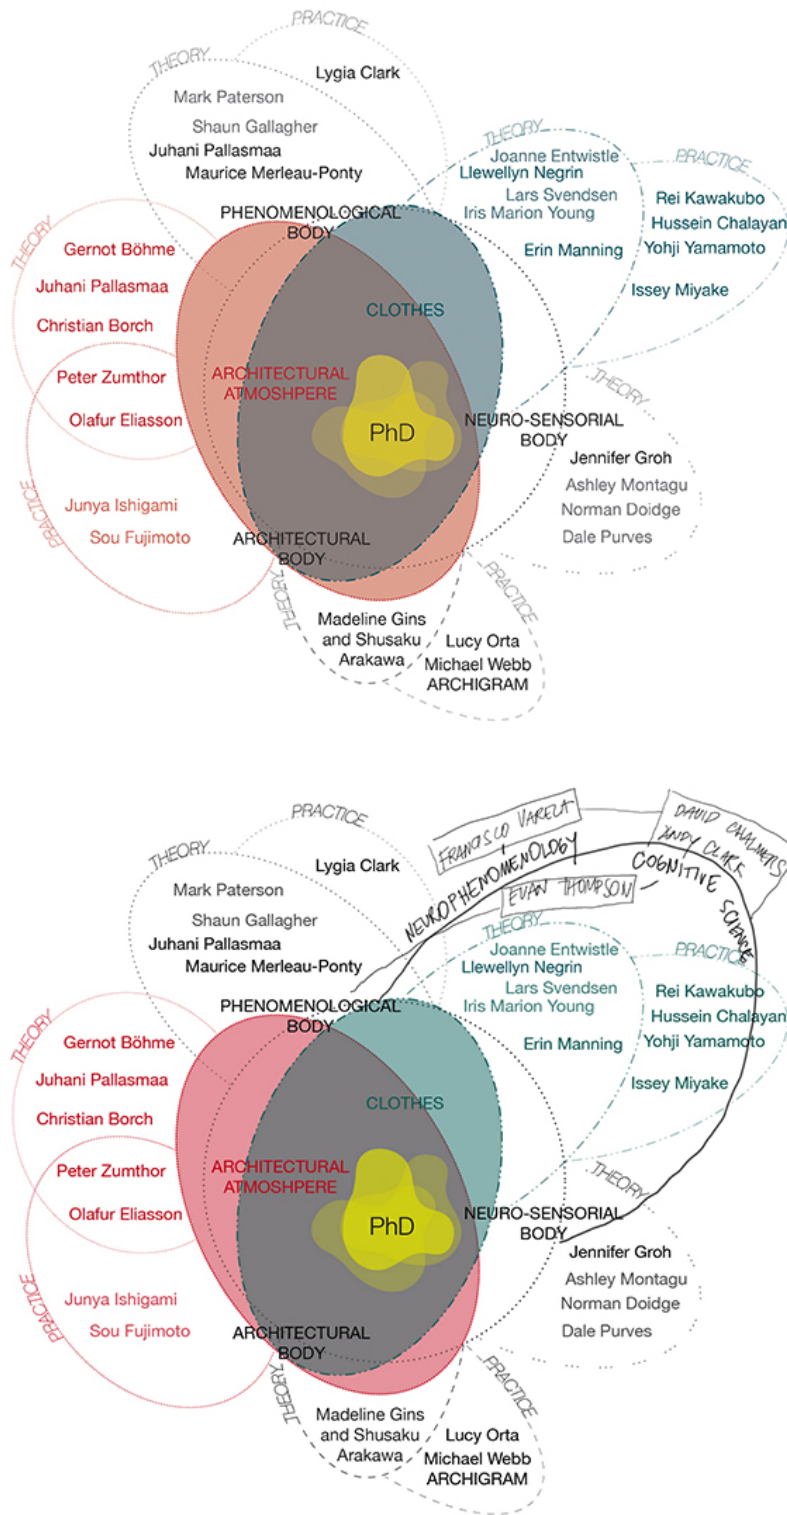 PRACTICE
THEORY
Lygia Clark
Mark Paterson
Shaun Gallagher
Juhani Pallasmaa
Maurice Merleau-Ponty
PHENOMENOLOGICAL
BODY
THEORY
Joanne Entwistle
Llewellyn Negrin
Lars Svendsen
Iris Marion Young
Erin Manning
PRACTICE
Rei Kawakubo
Hussein Chalayan
Yohji Yamamoto
Issey Miyake
THEORY
Gernot Böhme
Juhani Pallasmaa
Christian Borch
Peter Zumthor
Olafur Eliasson
Junya Ishigami
Sou Fujimoto
PRACTICE
CLOTHES
ARCHITECTURAL
ATMOSHPERE
PhD
THEORY
NEURO-SENSORIAL
BODY
Jennifer Groh
Ashley Montagu
Norman Doidge
Dale Purves
ARCHITECTURAL
BODY
THEORY
Madeline Gins
and Shusaku
Arakawa
PRACTICE
Lucy Orta
Michael Webb
ARCHIGRAM
FRANCISCO VARELA
NEUROPHENOMENOLOGY
EVAN THOMPSON
DAVID CHALMERS
ANDY CLARK
COGNITIVE SCIENCE
PRACTICE
THEORY
Lygia Clark
Mark Paterson
Shaun Gallagher
Juhani Pallasmaa
Maurice Merleau-Ponty
PHENOMENOLOGICAL
BODY
THEORY
Joanne Entwistle
Llewellyn Negrin
Lars Svendsen
Iris Marion Young
Erin Manning
PRACTICE
Rei Kawakubo
Hussein Chalayan
Yohji Yamamoto
Issey Miyake
THEORY
Gernot Böhme
Juhani Pallasmaa
Christian Borch
Peter Zumthor
Olafur Eliasson
Junya Ishigami
Sou Fujimoto
PRACTICE
CLOTHES
ARCHITECTURAL
ATMOSHPERE
PhD
THEORY
NEURO-SENSORIAL
BODY
Jennifer Groh
Ashley Montagu
Norman Doidge
Dale Purves
ARCHITECTURAL
BODY
THEORY
Madeline Gins
and Shusaku
Arakawa
PRACTICE
Lucy Orta
Michael Webb
ARCHIGRAM